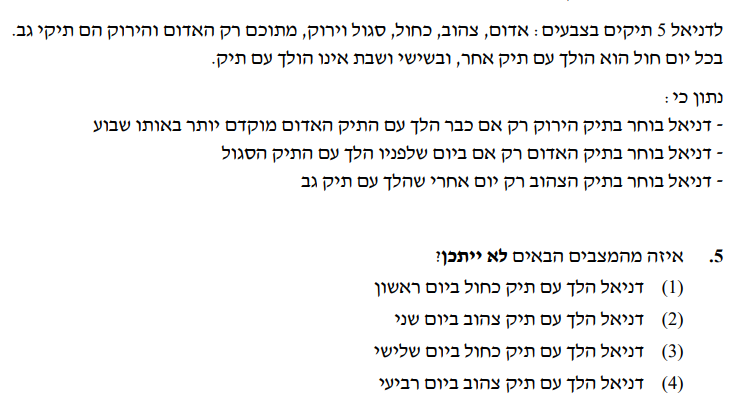 לדניאל 5 תיקים בצבעים: אדום, צהוב, כחול, סגול וירוק, מתוכם רק האדום והירוק הם תיקי גב.
בכל יום חול הוא הולך עם תיק אחר, ובשישי ושבת אינו הולך עם תיק.
נתון כי:
- דניאל בוחר בתיק הירוק רק אם כבר הלך עם התיק האדום מוקדם יותר באותו שבוע
- דניאל בוחר בתיק האדום רק אם ביום שלפניו הלך עם התיק הסגול
- דניאל בוחר בתיק הצהוב רק יום אחרי שהלך עם תיק גב
5. איזה מהמצבים הבאים לא ייתכן?
(1) דניאל הלך עם תיק כחול ביום ראשון
(2) דניאל הלך עם תיק צהוב ביום שני
(3) דניאל הלך עם תיק כחול ביום שלישי
(4) דניאל הלך עם תיק צהוב ביום רביעי